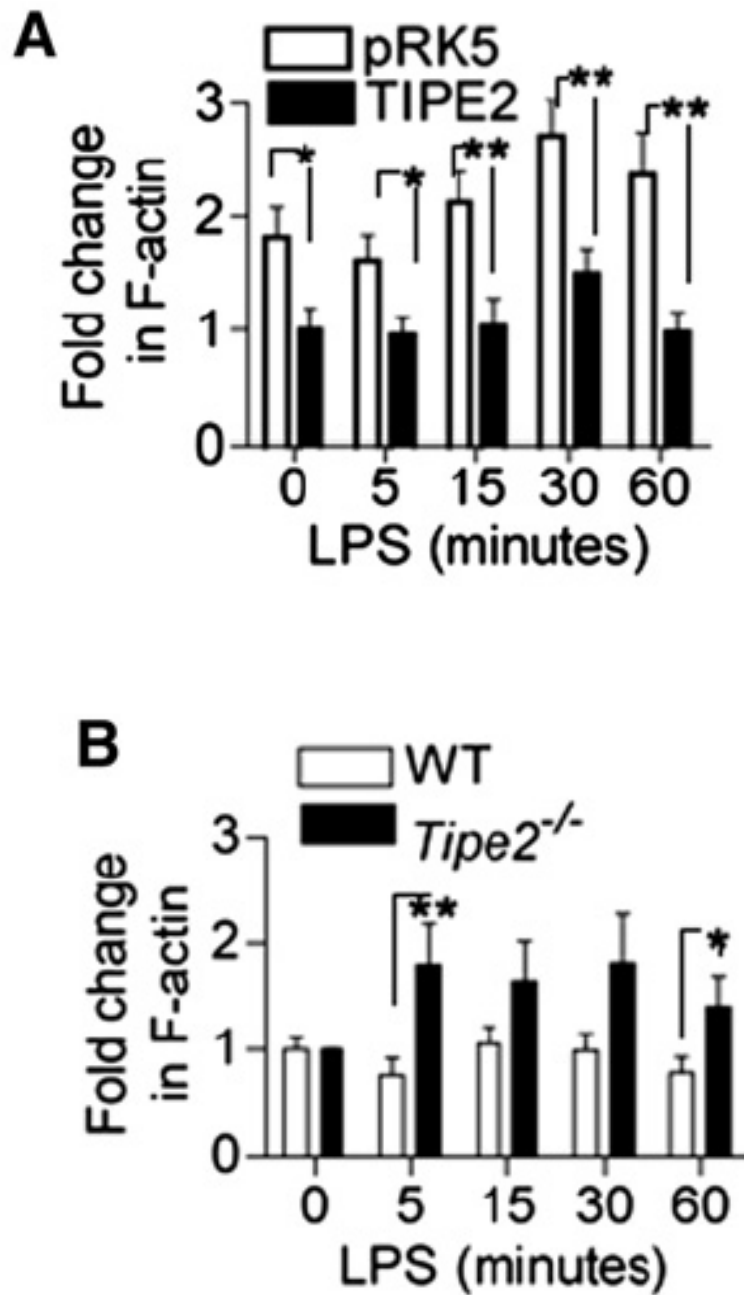 A
pRK5
TIPE2
Fold change
in F-actin
3
2
1
0
* * ** ** **
0 5 15 30 60
LPS (minutes)
B
WT
Tipe2-/-
Fold change
in F-actin
3
2
1
0
** *
0 5 15 30 60
LPS (minutes)